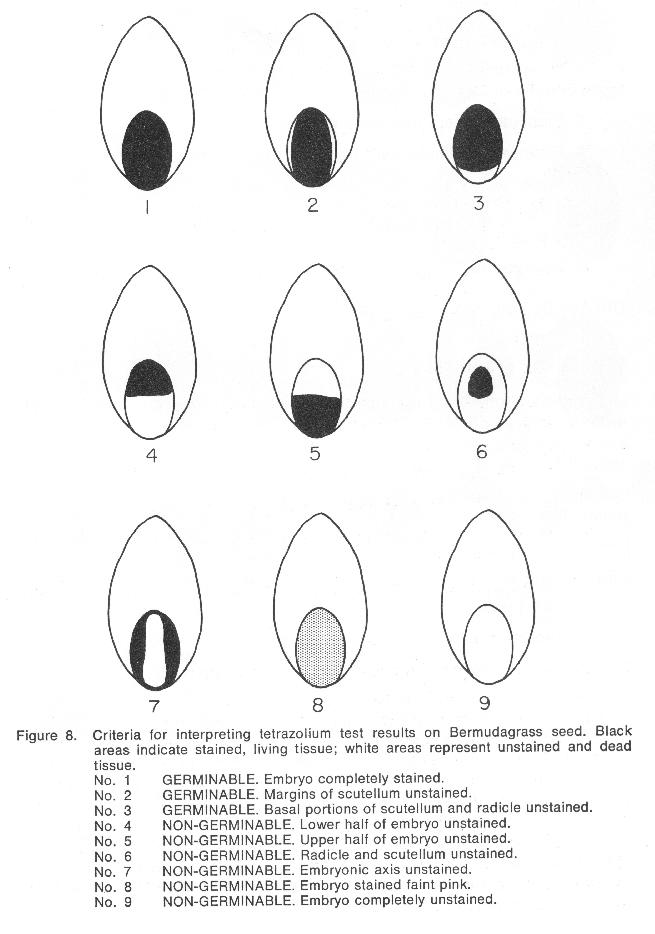 1 2 3
4 5 6
7 8 9
Figure 8. Criteria for interpreting tetrazolium test results on Bermudagrass seed. Black
areas indicate stained, living tissue; white areas represent unstained and dead
tissue.
No. 1 GERMINABLE. Embryo completely stained.
No. 2 GERMINABLE. Margins of scutellum unstained.
No. 3 GERMINABLE. Basal portions of scutellum and radicle unstained.
No. 4 NON-GERMINABLE. Lower half of embryo unstained.
No. 5 NON-GERMINABLE. Upper half of embryo unstained.
No. 6 NON-GERMINABLE. Radicle and scutellum unstained.
No. 7 NON-GERMINABLE. Embryonic axis unstained.
No. 8 NON-GERMINABLE. Embryo stained faint pink.
No. 9 NON-GERMINABLE. Embryo completely unstained.